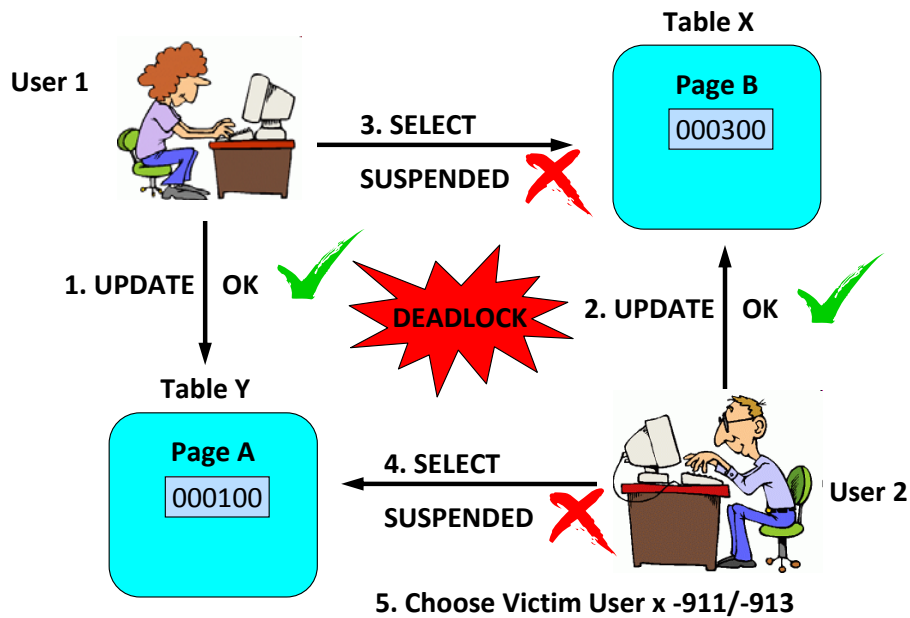 Table X
User 1
Page B
000300
3. SELECT
SUSPENDED
1. UPDATE OK
DEADLOCK
2. UPDATE OK
Table Y
Page A
000100
4. SELECT
SUSPENDED
User 2
5. Choose Victim User x -911/-913